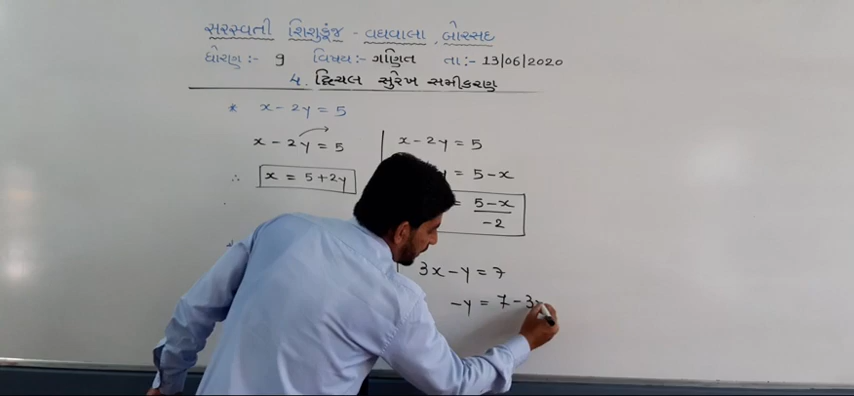 સરસ્વતી શિશુકૂંજ - વઘવાલા, બોરસદ
ધોરણ :- 9 વિષય :- ગણિત તા :- 13/06/2020
૪. દ્વિચલ સુરેખ સમીકરણ
* x - 2y = 5
x - 2y = 5
∴ x = 5 + 2y
x - 2y = 5
y = 5 - x
= 5 - x / -2
3x - y = 7
-y = 7 - 3x